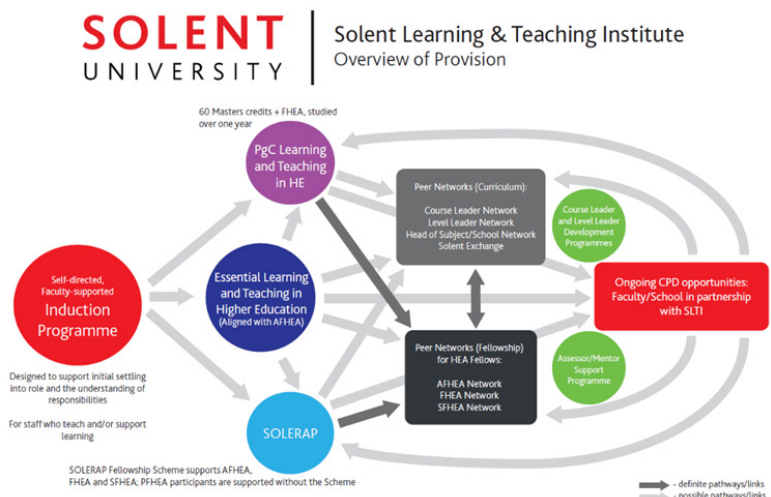 SOLENT
UNIVERSITY
Solent Learning & Teaching Institute
Overview of Provision
60 Masters credits + FHEA, studied
over one year
PgC Learning
and Teaching
in HE
Peer Networks (Curriculum):
Course Leader Network
Level Leader Network
Head of Subject/School Network
Solent Exchange
Course Leader
and Level Leader
Development
Programmes
Self-directed,
Faculty-supported
Induction
Programme
Essential Learning
and Teaching in
Higher Education
(Aligned with AFHEA)
Ongoing CPD opportunities:
Faculty/School in partnership
with SLTI
Peer Networks (Fellowship)
for HEA Fellows:
AFHEA Network
FHEA Network
SFHEA Network
Assessor/Mentor
Support
Programme
Designed to support initial settling
into role and the understanding of
responsibilities
For staff who teach and/or support
learning
SOLERAP
SOLERAP Fellowship Scheme supports AFHEA,
FHEA and SFHEA; PFHEA participants are supported without the Scheme
- definite pathways/links
- possible pathways/links